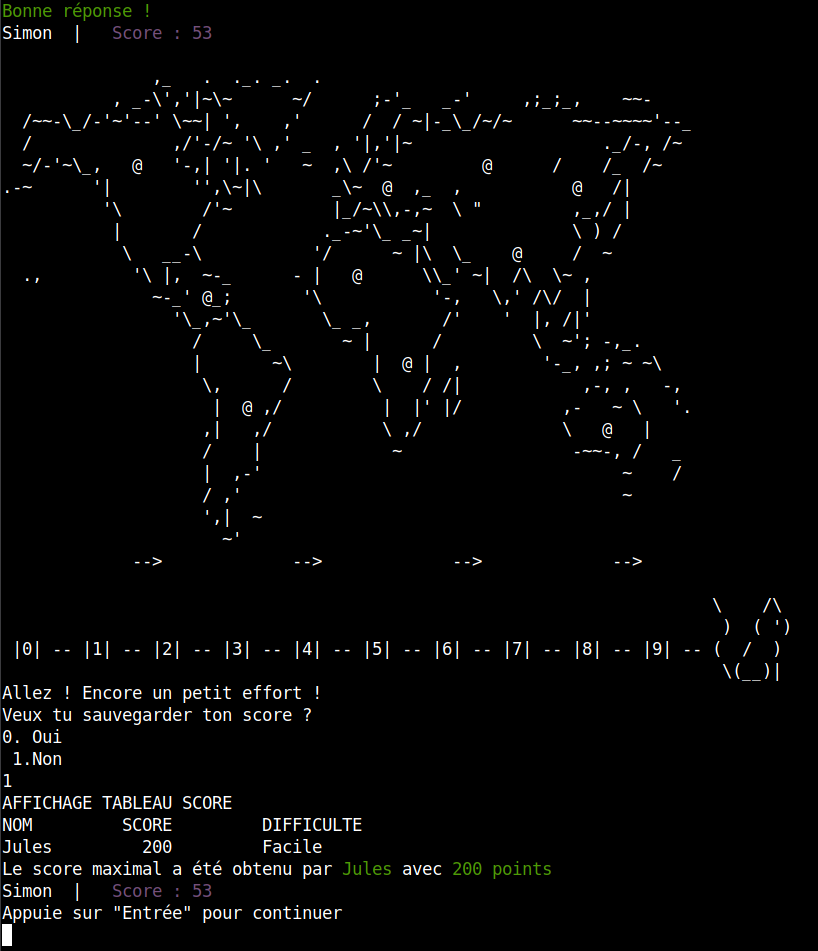 Bonne réponse !
Simon | Score : 53
--> --> --> -->
|0| -- |1| -- |2| -- |3| -- |4| -- |5| -- |6| -- |7| -- |8| -- |9| --
Allez ! Encore un petit effort !
Veux tu sauvegarder ton score ?
0. Oui
1.Non
1
AFFICHAGE TABLEAU SCORE
NOM SCORE DIFFICULTE
Jules 200 Facile
Le score maximal a été obtenu par Jules avec 200 points
Simon | Score : 53
Appuie sur "Entrée" pour continuer